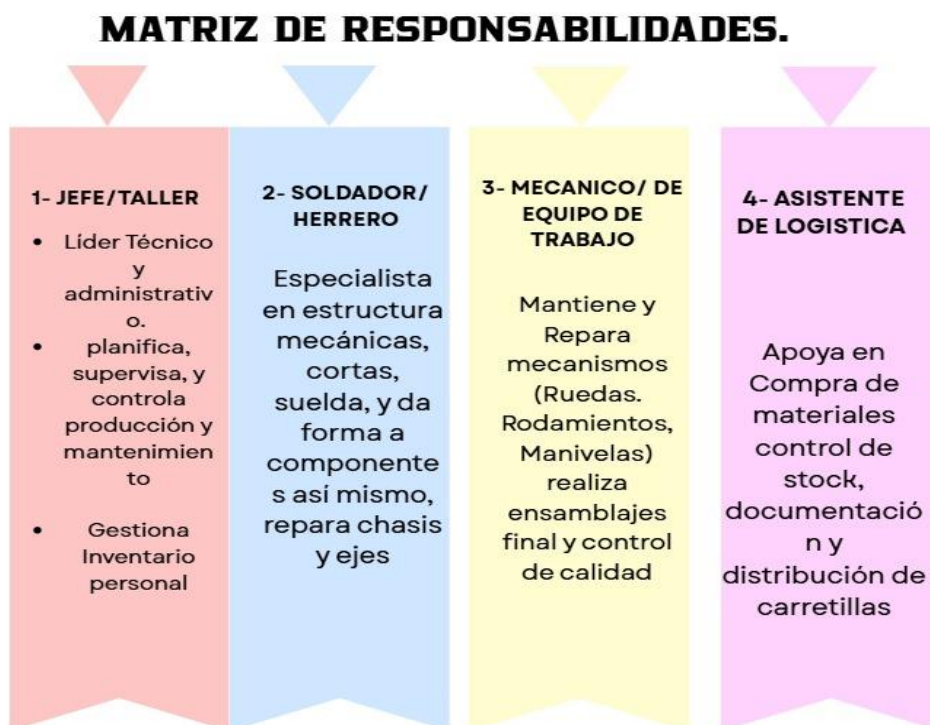 MATRIZ DE RESPONSABILIDADES.
1- JEFE/TALLER
• Líder Técnico
y
administrativ
o.
• planifica,
supervisa, y
controla
producción y
mantenimien
to
• Gestiona
Inventario
personal
2- SOLDADOR/
HERRERO
Especialista
en estructura
mecánicas,
cortas,
suelda, y da
forma a
componente
s así mismo,
repara chasis
y ejes
3- MECANICO/ DE
EQUIPO DE
TRABAJO
Mantiene y
Repara
mecanismos
(Ruedas.
Rodamientos,
Manivelas)
realiza
ensamblajes
final y control
de calidad
4- ASISTENTE
DE LOGISTICA
Apoya en
Compra de
materiales
control de
stock,
documentació
n y
distribución de
carretillas